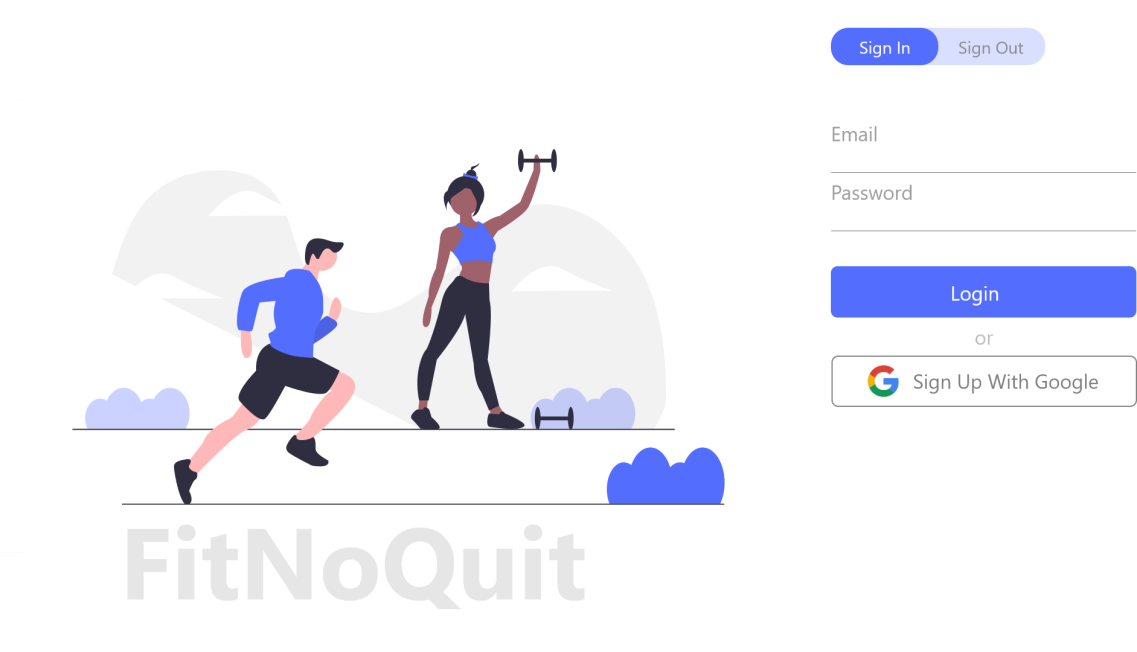 Sign In Sign Out
Email
Password
Login
or
Sign Up With Google
FitNoQuit